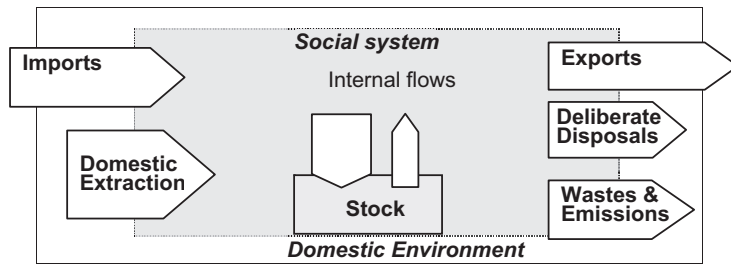 Social system
Imports
Exports
Internal flows
Deliberate
Disposals
Domestic
Extraction
Wastes &
Emissions
Stock
Domestic Environment